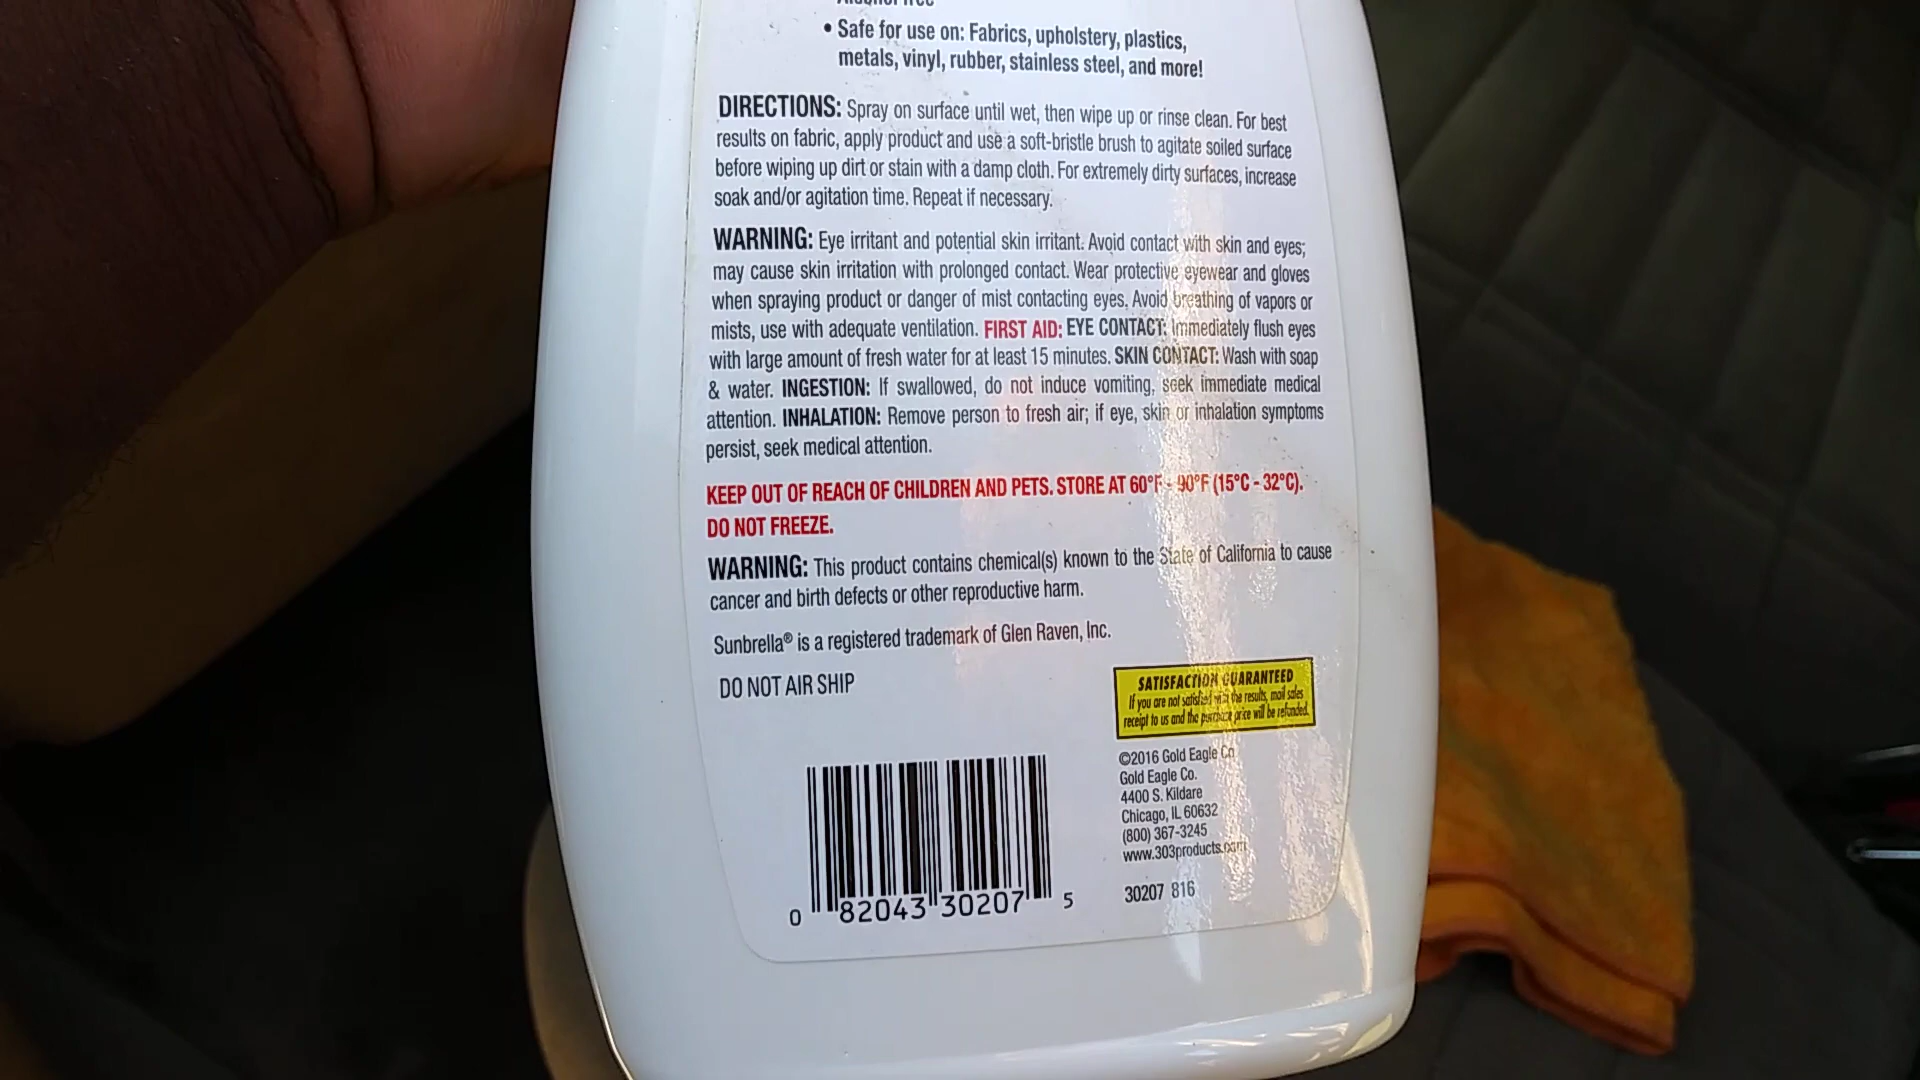 • Safe for use on: Fabrics, upholstery, plastics,
metals, vinyl, rubber, stainless steel, and more!
DIRECTIONS: Spray on surface until wet, then wipe up or rinse clean. For best
results on fabric, apply product and use a soft-bristle brush to agitate soiled surface
before wiping up dirt or stain with a damp cloth. For extremely dirty surfaces, increase
soak and/or agitation time. Repeat if necessary.
WARNING: Eye irritant and potential skin irritant. Avoid contact with skin and eyes;
may cause skin irritation with prolonged contact. Wear protective eyewear and gloves
when spraying product or danger of mist contacting eyes. Avoid breathing of vapors or
mists, use with adequate ventilation. FIRST AID: EYE CONTACT: Immediately flush eyes
with large amount of fresh water for at least 15 minutes. SKIN CONTACT: Wash with soap
& water. INGESTION: If swallowed, do not induce vomiting, seek immediate medical
attention. INHALATION: Remove person to fresh air; if eye, skin or inhalation symptoms
persist, seek medical attention.
KEEP OUT OF REACH OF CHILDREN AND PETS. STORE AT 60°F - 90°F (15°C - 32°C).
DO NOT FREEZE.
WARNING: This product contains chemical(s) known to the State of California to cause
cancer and birth defects or other reproductive harm.
Sunbrella® is a registered trademark of Glen Raven, Inc.
DO NOT AIR SHIP
SATISFACTION GUARANTEED
If you are not satisfied with the results, mail sales
receipt to us and the purchase price will be refunded.
©2016 Gold Eagle Co.
Gold Eagle Co.
4400 S. Kildare
Chicago, IL 60632
(800) 367-3245
www.303products.com
30207 816
0 82043 30207 5